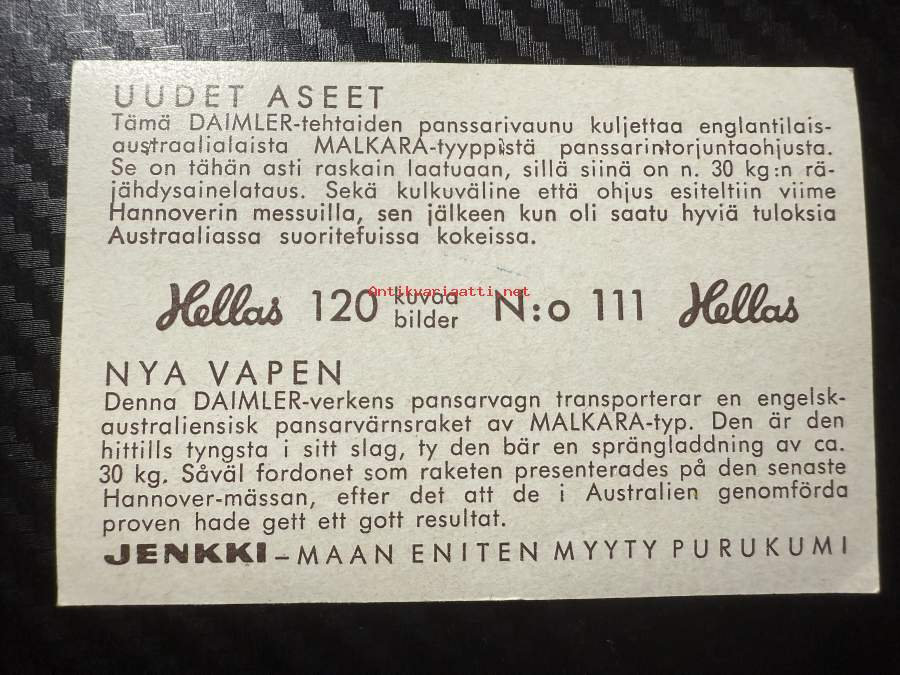 UUDET ASEET
Tämä DAIMLER-tehtaiden panssarivaunu kuljettaa englantilais-
austraalialaista MALKARA-tyyppistä panssarintorjuntaohjusta.
Se on tähän asti raskain laatuaan, sillä siinä on n. 30 kg:n rä-
jähdysainelataus. Sekä kulkuväline että ohjus esiteltiin viime
Hannoverin messuilla, sen jälkeen kun oli saatu hyviä tuloksia
Austraaliassa suoritefuissa kokeissa.
Hellas 120 kuvaa bilder N:o 111 Hellas
Antikvariaatti.net
NYA VAPEN
Denna DAIMLER-verkens pansarvagn transporterar en engelsk-
australiensisk pansarvärnsraket av MALKARA-typ. Den är den
hittills tyngsta i sitt slag, ty den bär en sprängladdning av ca.
30 kg. Såväl fordonet som raketen presenterades på den senaste
Hannover-mässan, efter det att de i Australien genomförda
proven hade gett ett gott resultat.
JENKKI – MAAN ENITEN MYYTY PURUKUMI